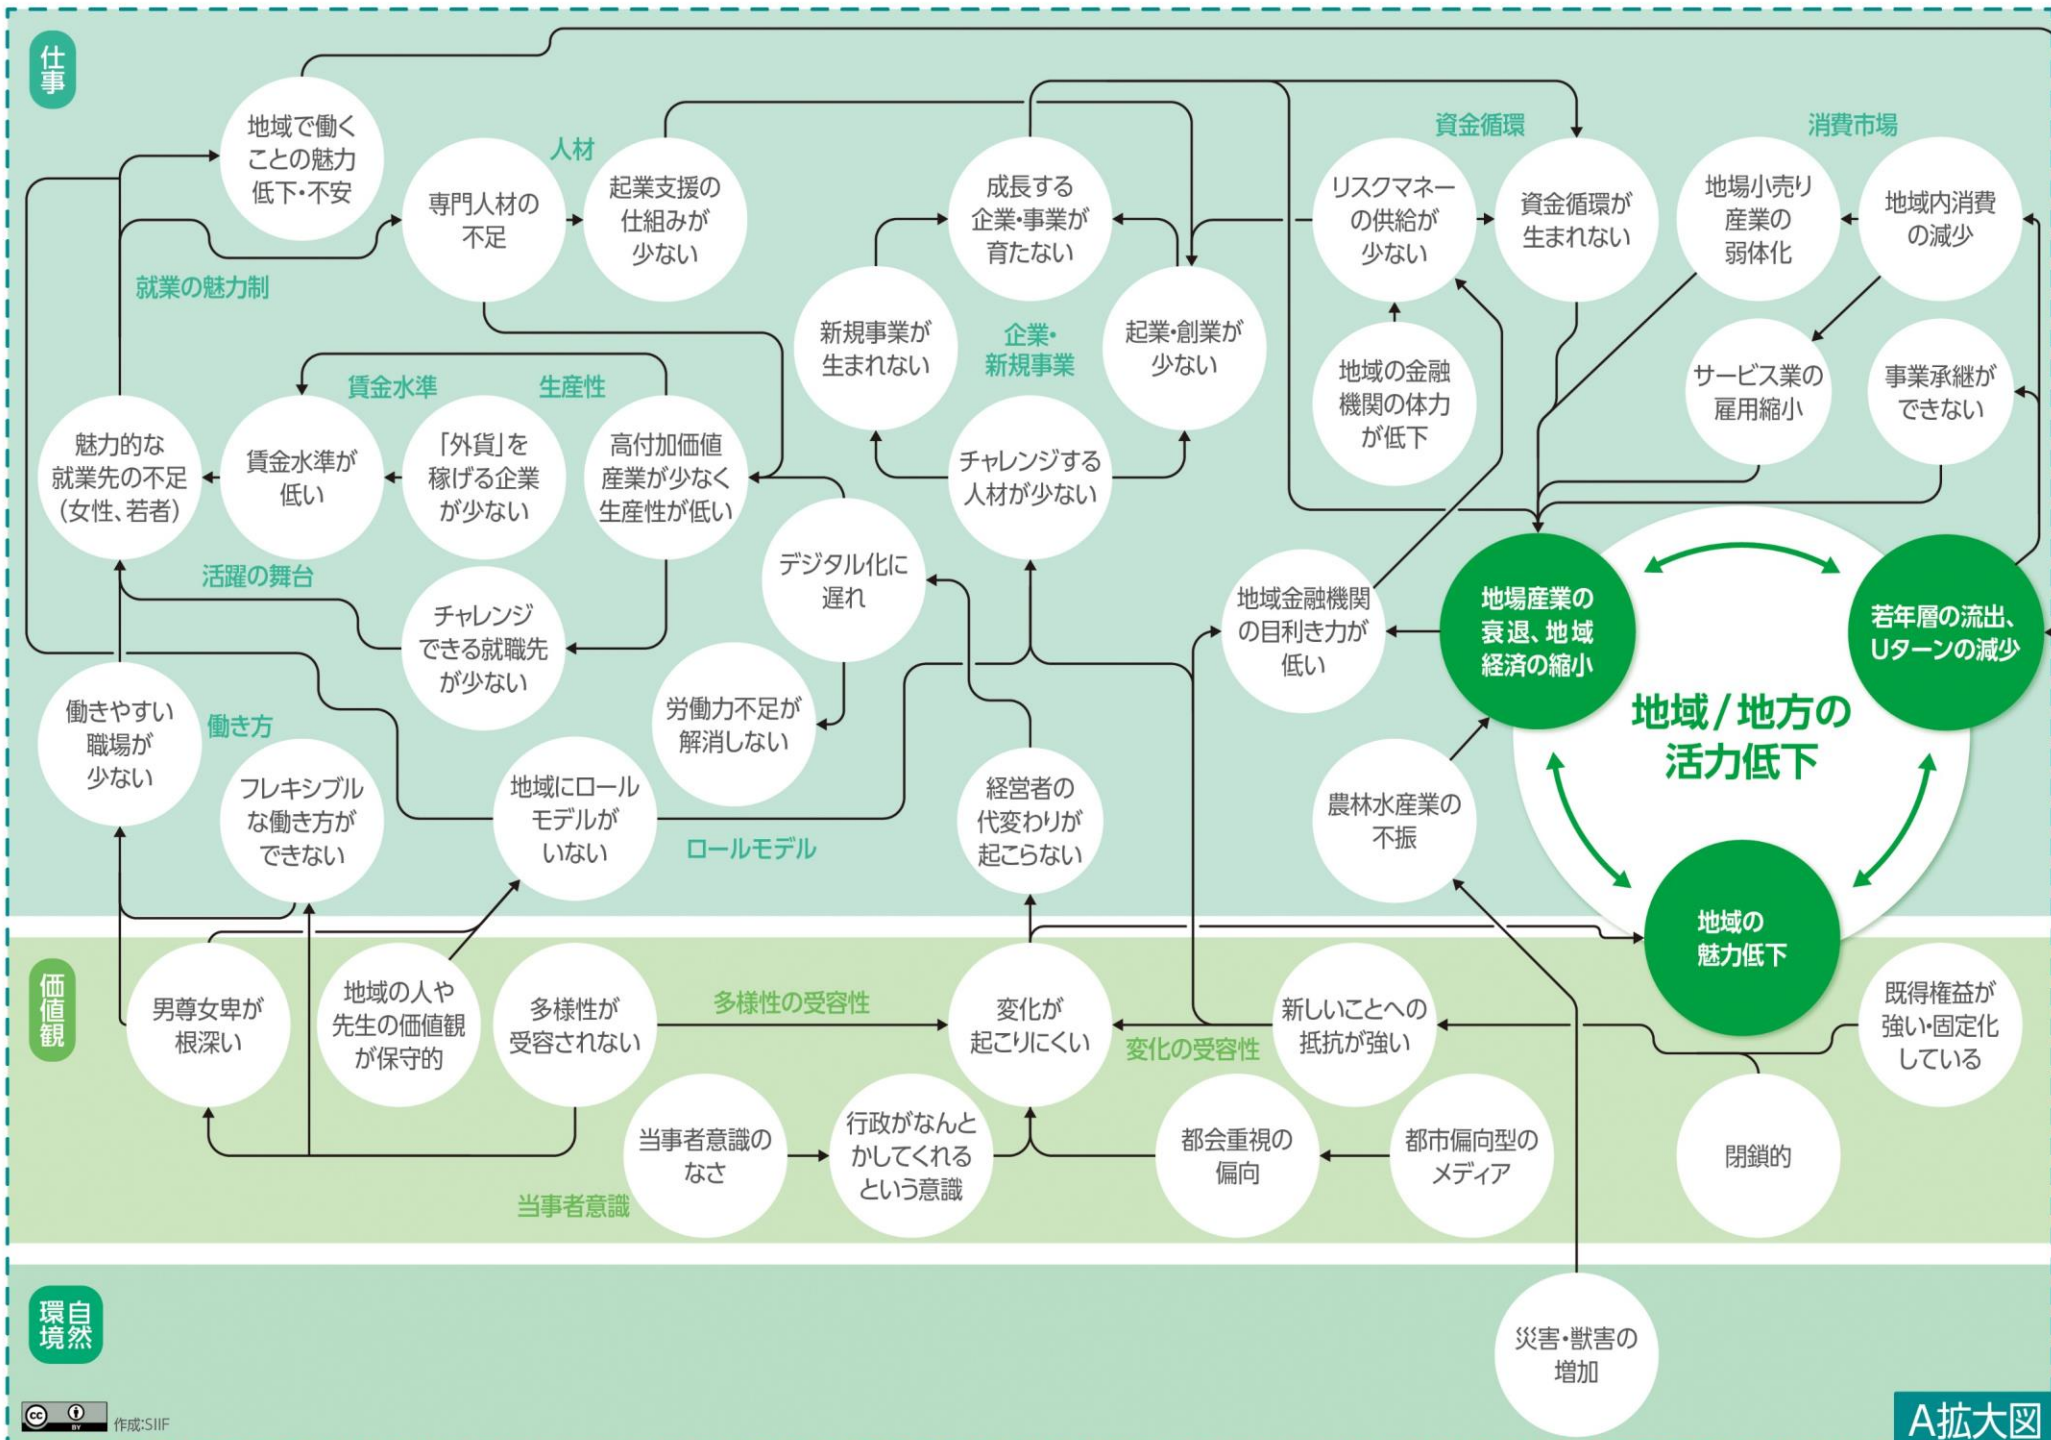 仕事
地域で働く
ことの魅力
低下・不安
専門人材の
不足
人材
起業支援の
仕組みが
少ない
成長する
企業・事業が
育たない
資金循環
リスクマネー
の供給が
少ない
資金循環が
生まれない
消費市場
地場小売り
産業の
弱体化
地域内消費
の減少
就業の魅力制
新規事業が
生まれない
企業・
新規事業
起業・創業が
少ない
地域の金融
機関の体力
が低下
サービス業の
雇用縮小
事業承継が
できない
賃金水準
生産性
魅力的な
就業先の不足
(女性、若者)
賃金水準が
低い
「外貨」を
稼げる企業
が少ない
高付加価値
産業が少なく
生産性が低い
チャレンジする
人材が少ない
活躍の舞台
チャレンジ
できる就職先
が少ない
デジタル化に
遅れ
地域金融機関
の目利き力が
低い
地場産業の
衰退、地域
経済の縮小
若年層の流出、
Uターンの減少
地域/地方の
活力低下
働きやすい
職場が
少ない
働き方
フレキシブル
な働き方が
できない
労働力不足が
解消しない
地域にロール
モデルが
いない
ロールモデル
経営者の
代変わりが
起こらない
農林水産業の
不振
地域の
魅力低下
価値観
男尊女卑が
根深い
地域の人や
先生の価値観
が保守的
多様性が
受容されない
多様性の受容性
変化が
起こりにくい
変化の受容性
新しいことへの
抵抗が強い
既得権益が
強い・固定化
している
当事者意識
当事者意識の
なさ
行政がなんと
かしてくれる
という意識
都会重視の
偏向
都市偏向型の
メディア
閉鎖的
自然
環境
災害・獣害の
増加
cc
BY
作成:SIIF
A拡大図